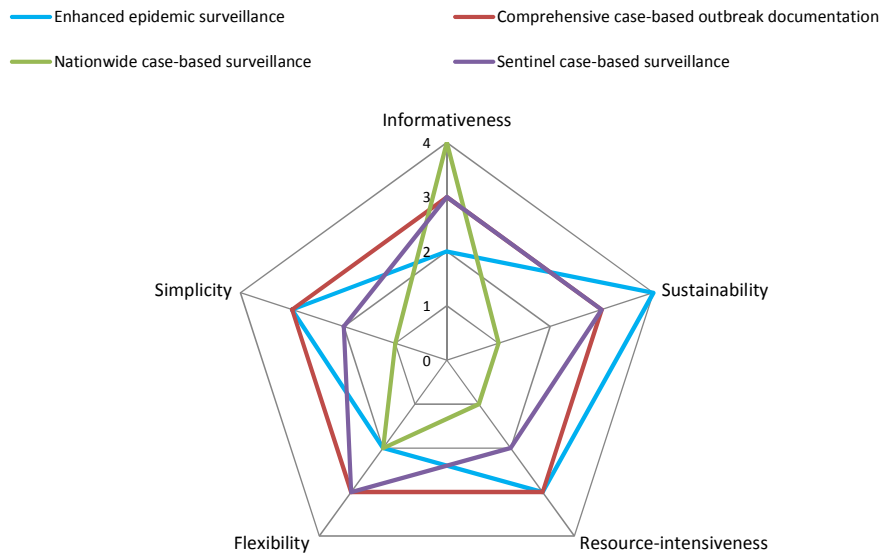 Enhanced epidemic surveillance
Comprehensive case-based outbreak documentation
Nationwide case-based surveillance
Sentinel case-based surveillance
Informativeness
4
3
2
1
0
Sustainability
Simplicity
Flexibility
Resource-intensiveness